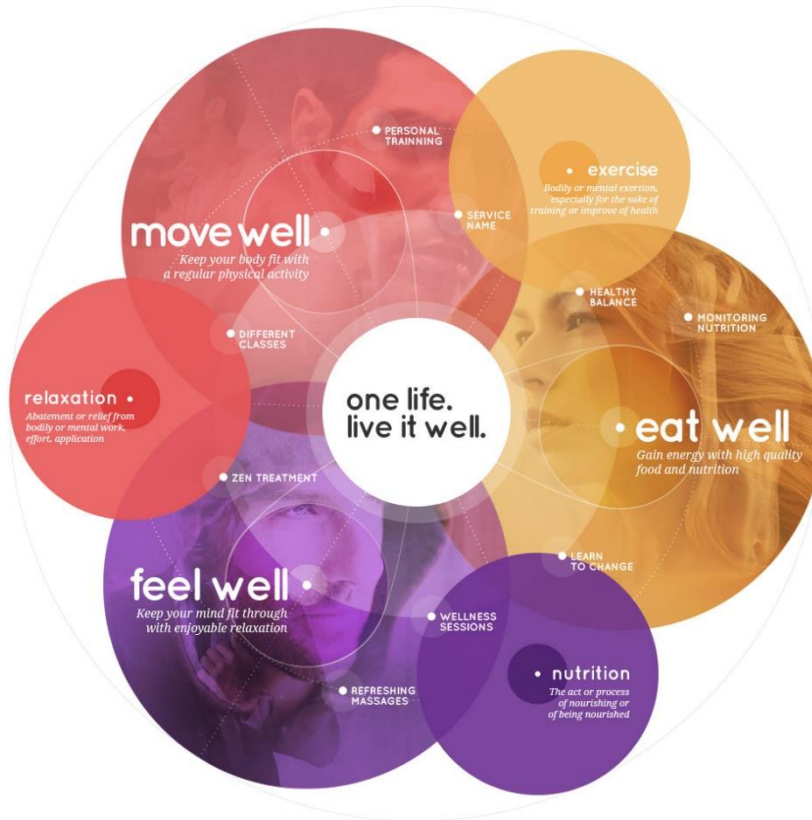 PERSONAL
TRAINNING
exercise
Bodily or mental exertion,
especially for the sake of
training or improve of health
SERVICE
NAME
move well
Keep your body fit with
a regular physical activity
HEALTHY
BALANCE
MONITORING
NUTRITION
DIFFERENT
CLASSES
relaxation
Abatement or relief from
bodily or mental work,
effort, application
one life.
live it well.
eat well
Gain energy with high quality
food and nutrition
ZEN TREATMENT
LEARN
TO CHANGE
feel well
Keep your mind fit through
with enjoyable relaxation
WELLNESS
SESSIONS
nutrition
The act or process
of nourishing or
of being nourished
REFRESHING
MASSAGES